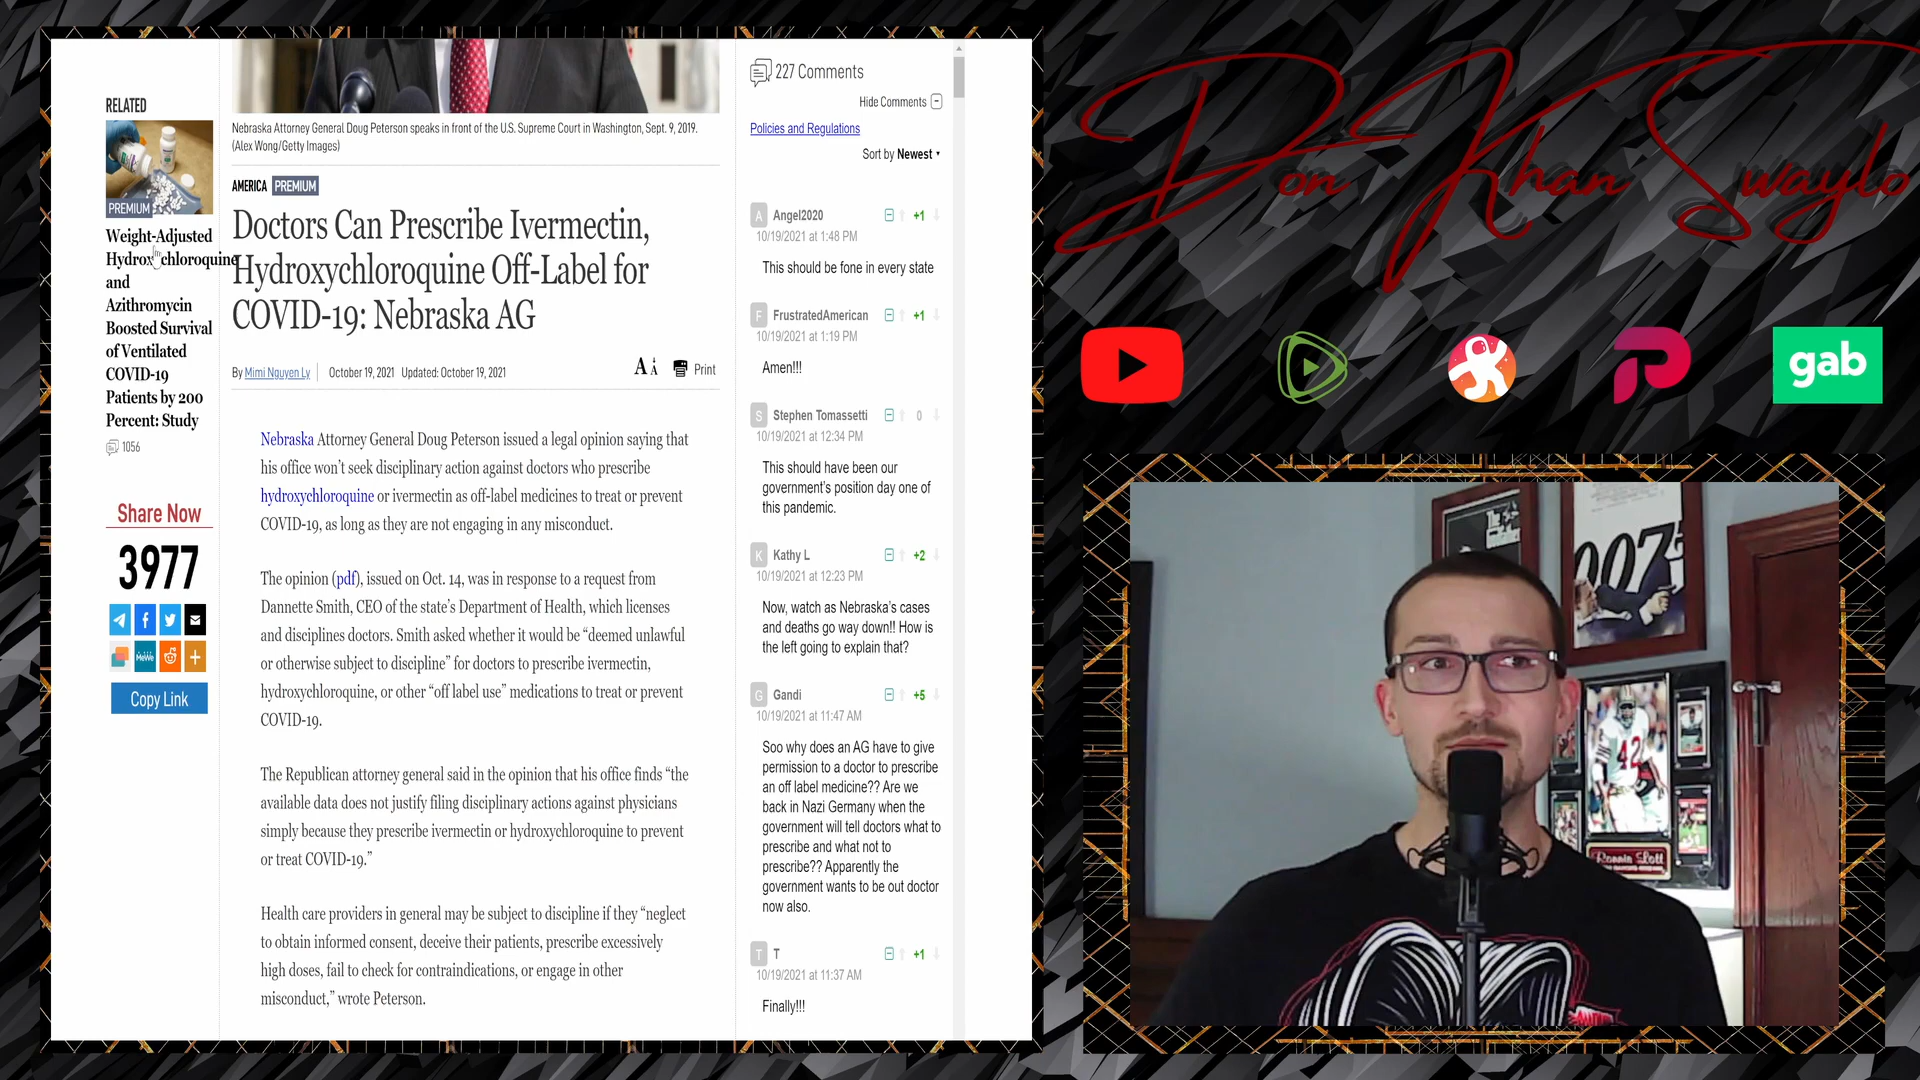 RELATED
PREMIUM
Weight-Adjusted
Hydroxychloroquine
and
Azithromycin
Boosted Survival
of Ventilated
COVID-19
Patients by 200
Percent: Study
1056
Share Now
3977
MeWe
Copy Link
Nebraska Attorney General Doug Peterson speaks in front of the U.S. Supreme Court in Washington, Sept. 9, 2019.
(Alex Wong/Getty Images)
AMERICA PREMIUM
Doctors Can Prescribe Ivermectin,
Hydroxychloroquine Off-Label for
COVID-19: Nebraska AG
By Mimi Nguyen Ly October 19, 2021 Updated: October 19, 2021
A A Print
Nebraska Attorney General Doug Peterson issued a legal opinion saying that
his office won't seek disciplinary action against doctors who prescribe
hydroxychloroquine or ivermectin as off-label medicines to treat or prevent
COVID-19, as long as they are not engaging in any misconduct.
The opinion (pdf), issued on Oct. 14, was in response to a request from
Dannette Smith, CEO of the state's Department of Health, which licenses
and disciplines doctors. Smith asked whether it would be “deemed unlawful
or otherwise subject to discipline” for doctors to prescribe ivermectin,
hydroxychloroquine, or other “off label use” medications to treat or prevent
COVID-19.
The Republican attorney general said in the opinion that his office finds “the
available data does not justify filing disciplinary actions against physicians
simply because they prescribe ivermectin or hydroxychloroquine to prevent
or treat COVID-19.”
Health care providers in general may be subject to discipline if they “neglect
to obtain informed consent, deceive their patients, prescribe excessively
high doses, fail to check for contraindications, or engage in other
misconduct,” wrote Peterson.
227 Comments
Hide Comments
Policies and Regulations
Sort by Newest
A Angel2020 +1
10/19/2021 at 1:48 PM
This should be fone in every state
F FrustratedAmerican +1
10/19/2021 at 1:19 PM
Amen!!!
S Stephen Tomassetti 0
10/19/2021 at 12:34 PM
This should have been our
government's position day one of
this pandemic.
K Kathy L +2
10/19/2021 at 12:23 PM
Now, watch as Nebraska's cases
and deaths go way down!! How is
the left going to explain that?
G Gandi +5
10/19/2021 at 11:47 AM
Soo why does an AG have to give
permission to a doctor to prescribe
an off label medicine?? Are we
back in Nazi Germany when the
government will tell doctors what to
prescribe and what not to
prescribe?? Apparently the
government wants to be out doctor
now also.
T T +1
10/19/2021 at 11:37 AM
Finally!!!
Don Khan Swaylo
gab
007
42
Ronnie Lott